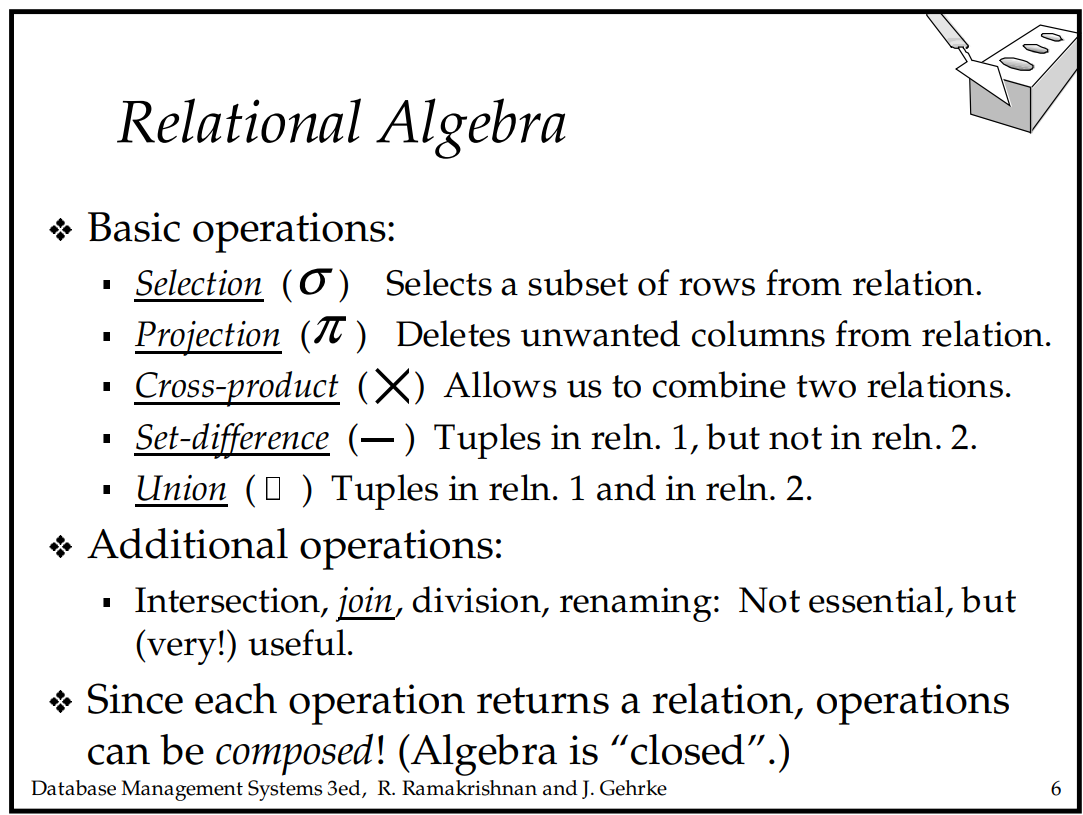 Relational Algebra
❖ Basic operations:
▪ Selection ( σ ) Selects a subset of rows from relation.
▪ Projection ( π ) Deletes unwanted columns from relation.
▪ Cross-product ( × ) Allows us to combine two relations.
▪ Set-difference ( — ) Tuples in reln. 1, but not in reln. 2.
▪ Union ( ▯ ) Tuples in reln. 1 and in reln. 2.
❖ Additional operations:
▪ Intersection, join, division, renaming: Not essential, but
(very!) useful.
❖ Since each operation returns a relation, operations
can be composed! (Algebra is “closed”.)
Database Management Systems 3ed, R. Ramakrishnan and J. Gehrke 6